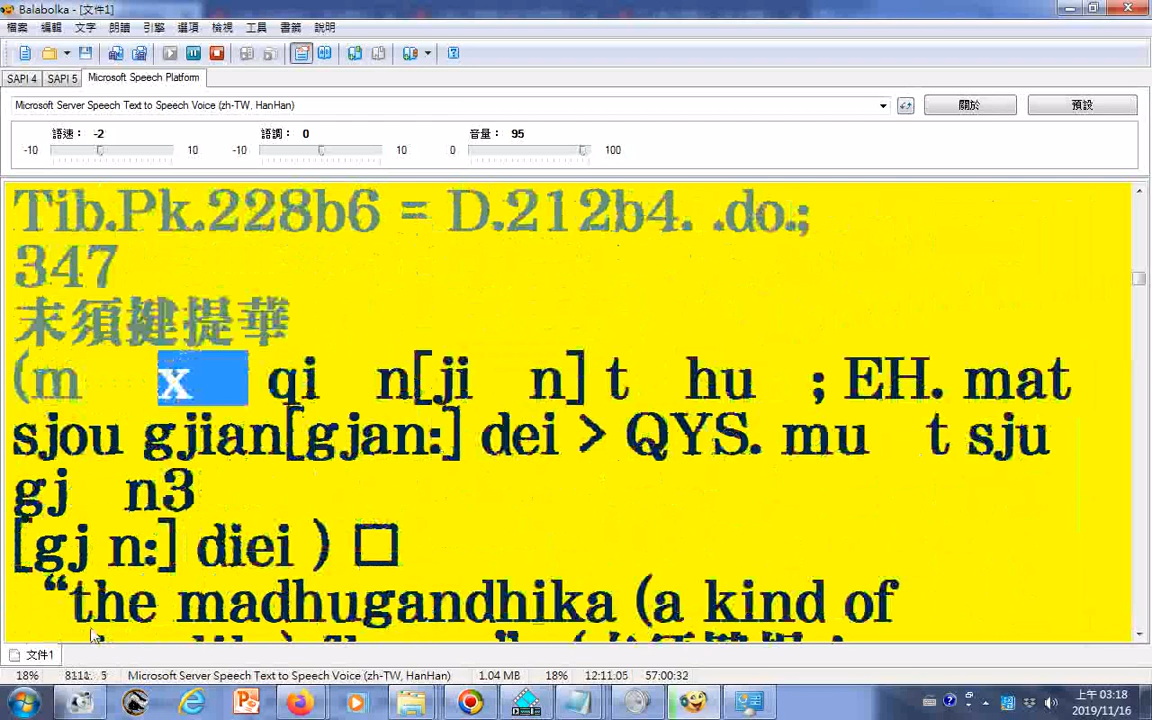 Balabolka - [文件1]
檔案 編輯 文字 朗讀 引擎 選項 檢視 工具 書籤 說明
SAPI 4 SAPI 5 Microsoft Speech Platform
Microsoft Server Speech Text to Speech Voice (zh-TW, HanHan) 關於 預設
語速： -2 語調： 0 音量： 95
-10 10 -10 10 0 100
Tib.Pk.228b6 = D.212b4. .do.;
347
末須揵提華
(m x qi n[ji n] t hu ; EH. mat
sjou gjian[gjan:] dei > QYS. mu t sju
gj n3
[gj n:] diei ) □
“the madhugandhika (a kind of
文件1
18% Microsoft Server Speech Text to Speech Voice (zh-TW, HanHan) 1.04 MB 18% 12:11:05 57:00:32
上午 03:18
2019/11/16